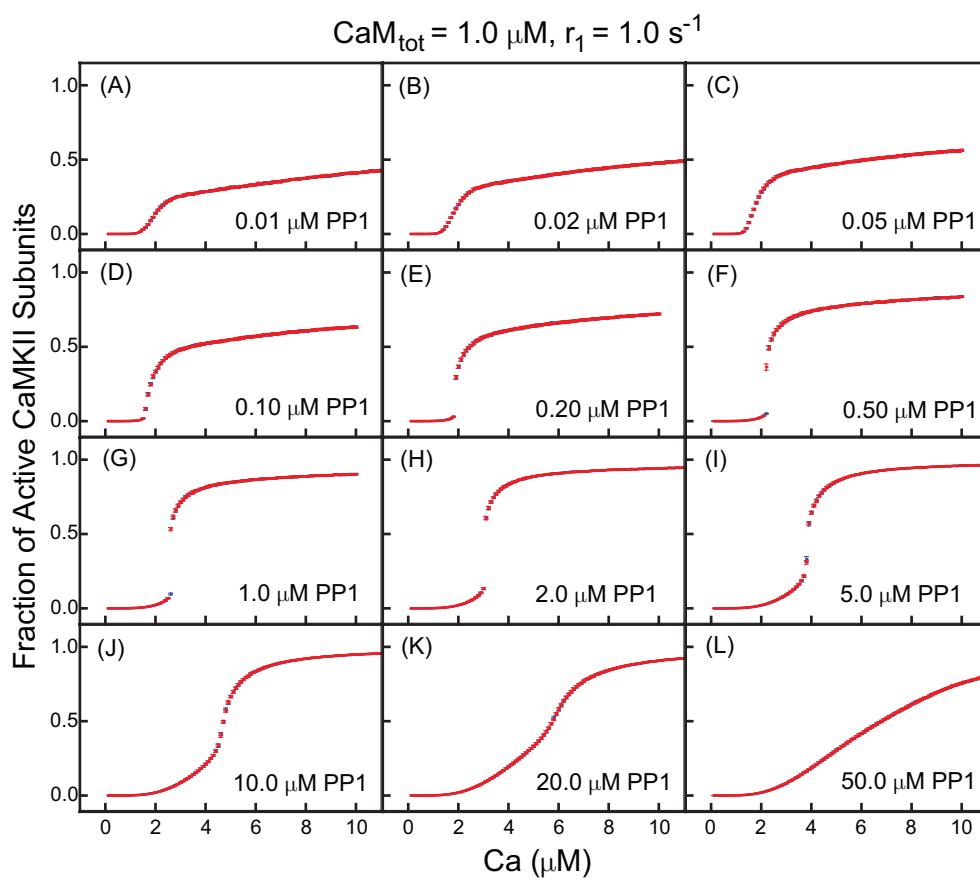 CaMtot = 1.0 μM, r1 = 1.0 s-1
(A)
(B)
(C)
1.0
0.5
0.0
0.01 μM PP1
0.02 μM PP1
0.05 μM PP1
(D)
(E)
(F)
1.0
0.5
0.0
0.10 μM PP1
0.20 μM PP1
0.50 μM PP1
(G)
(H)
(I)
1.0
0.5
0.0
1.0 μM PP1
2.0 μM PP1
5.0 μM PP1
(J)
(K)
(L)
1.0
0.5
0.0
10.0 μM PP1
20.0 μM PP1
50.0 μM PP1
0 2 4 6 8 10
0 2 4 6 8 10
0 2 4 6 8 10
Fraction of Active CaMKII Subunits
Ca (μM)